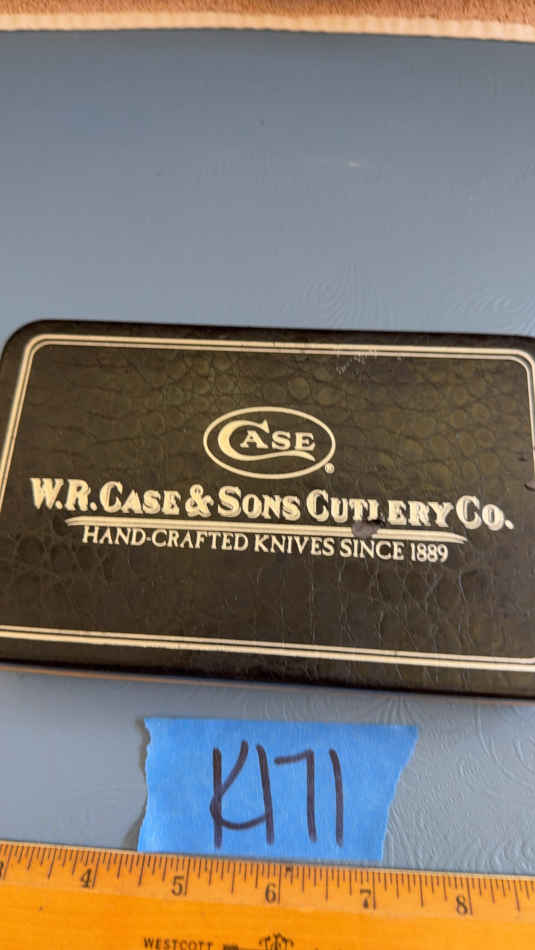 CASE ®
W.R. CASE & SONS CUTLERY CO.
HAND-CRAFTED KNIVES SINCE 1889
K171
4 5 6 7 8
WESTCOTT